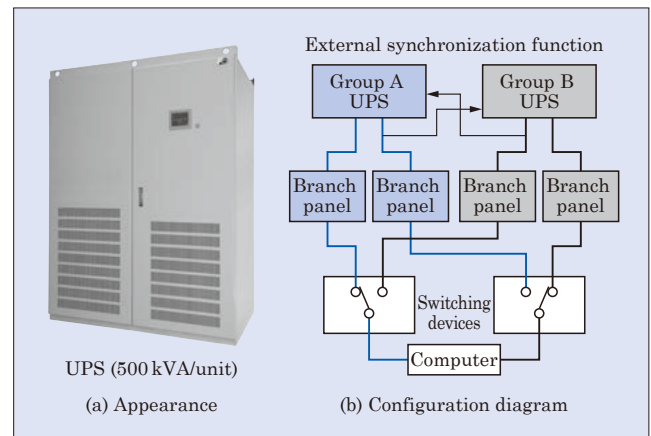 External synchronization function
Group A
UPS
Group B
UPS
Branch
panel
Branch
panel
Branch
panel
Branch
panel
Switching
devices
Computer
UPS (500 kVA/unit)
(a) Appearance
(b) Configuration diagram